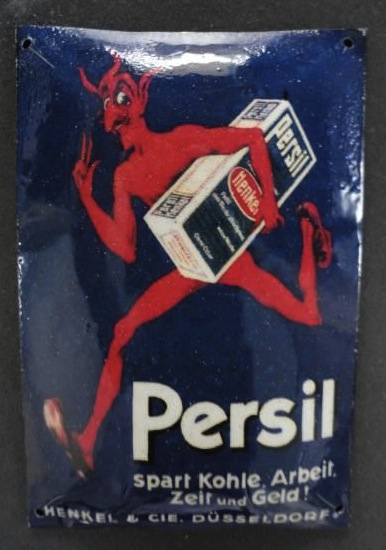 Persil
Henkel
Persil
spart Kohle, Arbeit,
Zeit und Geld!
HENKEL & CIE. DÜSSELDORF